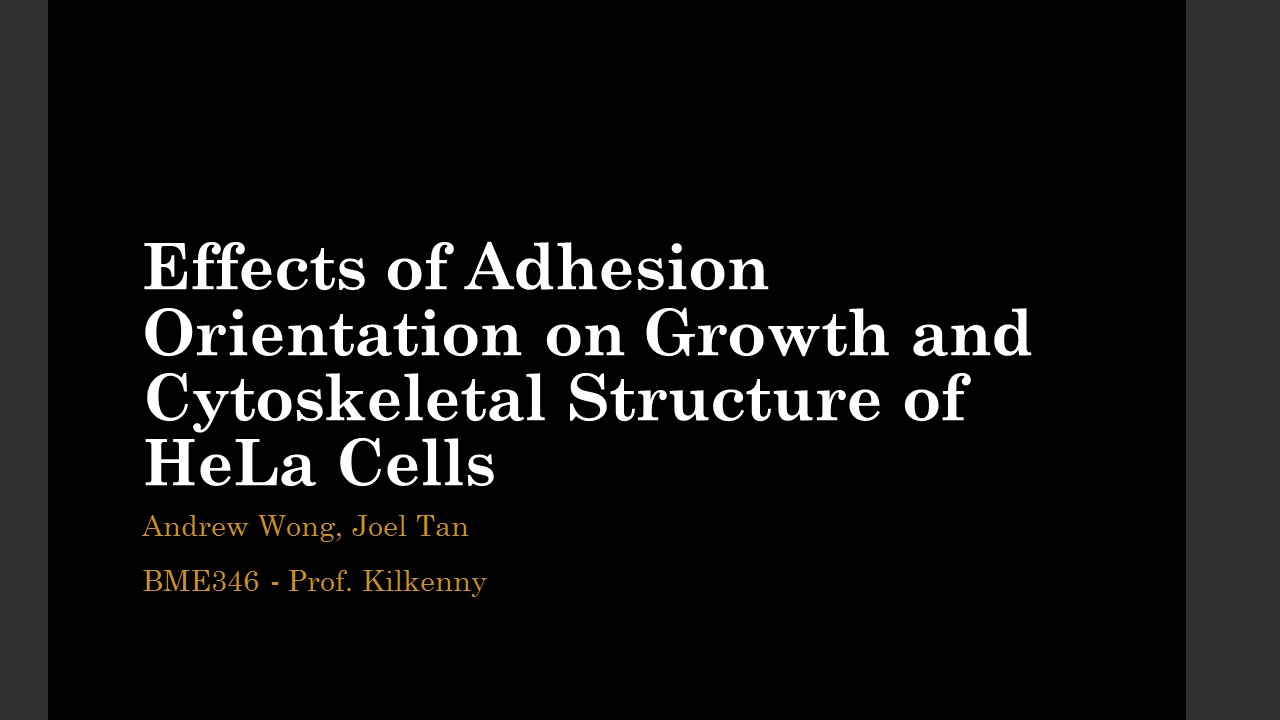 Effects of Adhesion
Orientation on Growth and
Cytoskeletal Structure of
HeLa Cells
Andrew Wong, Joel Tan
BME346 - Prof. Kilkenny